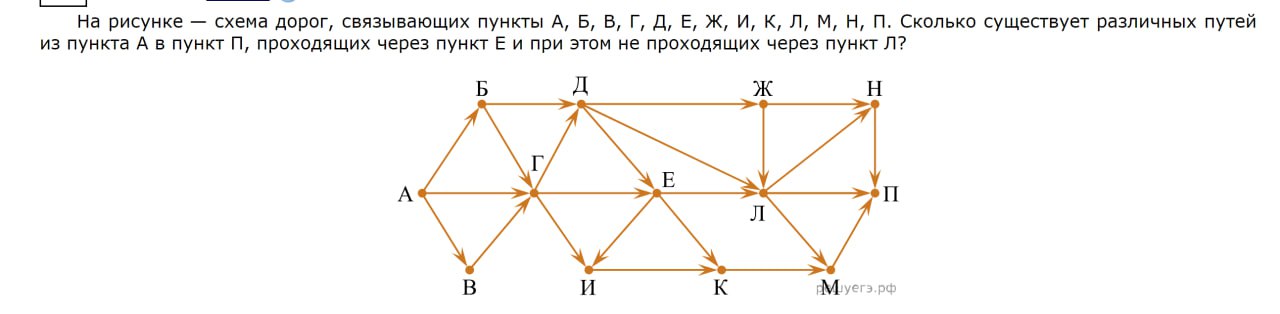 На рисунке — схема дорог, связывающих пункты А, Б, В, Г, Д, Е, Ж, И, К, Л, М, Н, П. Сколько существует различных путей
из пункта А в пункт П, проходящих через пункт Е и при этом не проходящих через пункт Л?
Б Д Ж Н
Г
Е
А П
Л
В И К М
решуегэ.рф